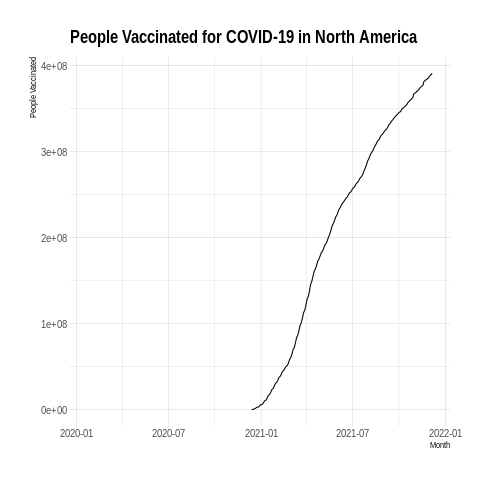 People Vaccinated for COVID-19 in North America
People Vaccinated
4e+08
3e+08
2e+08
1e+08
0e+00
2020-01 2020-07 2021-01 2021-07 2022-01
Month